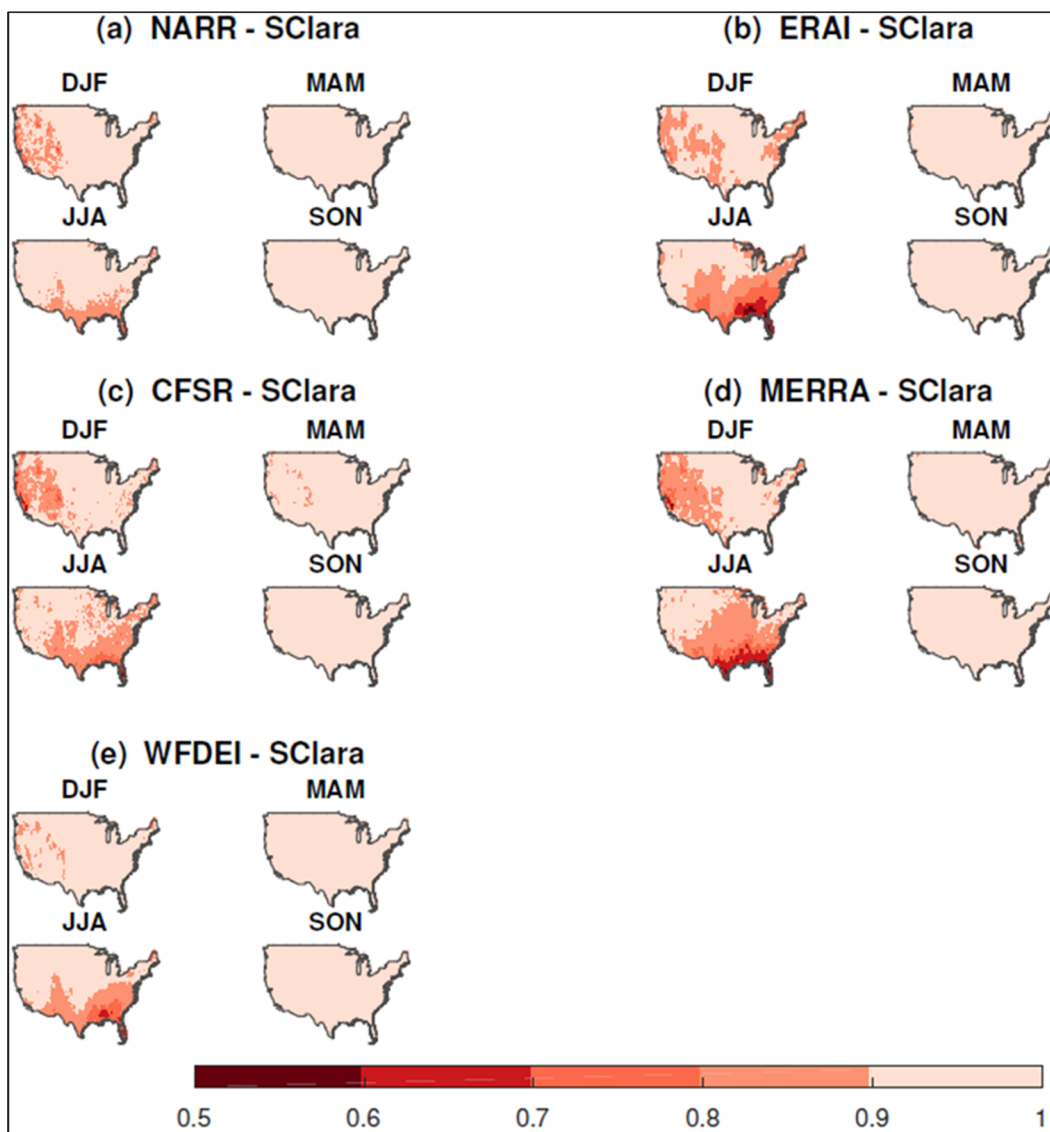 (a) NARR - SClara
(b) ERAI - SClara
DJF
MAM
DJF
MAM
JJA
SON
JJA
SON
(c) CFSR - SClara
(d) MERRA - SClara
DJF
MAM
DJF
MAM
JJA
SON
JJA
SON
(e) WFDEI - SClara
DJF
MAM
JJA
SON
0.5 0.6 0.7 0.8 0.9 1